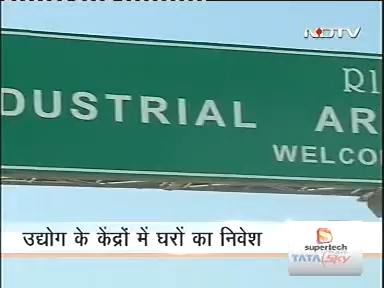 NDTV
RI
DUSTRIAL AR
WELCO
उद्योग के केंद्रों में घरों का निवेश
supertech
TATA Sky